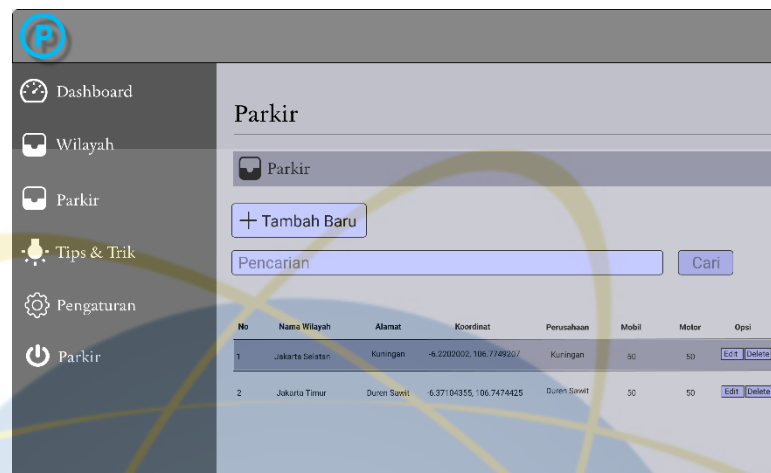 P
Dashboard
Wilayah
Parkir
Tips & Trik
Pengaturan
Parkir
Parkir
Parkir
+ Tambah Baru
Pencarian
Cari
No Nama Wilayah Alamat Koordinat Perusahaan Mobil Motor Opsi
1 Jakarta Selatan Kuningan -6.2202002, 106.7749207 Kuningan 50 50 Edit Delete
2 Jakarta Timur Duren Sawit -6.37104355, 106.7474425 Duren Sawit 50 50 Edit Delete